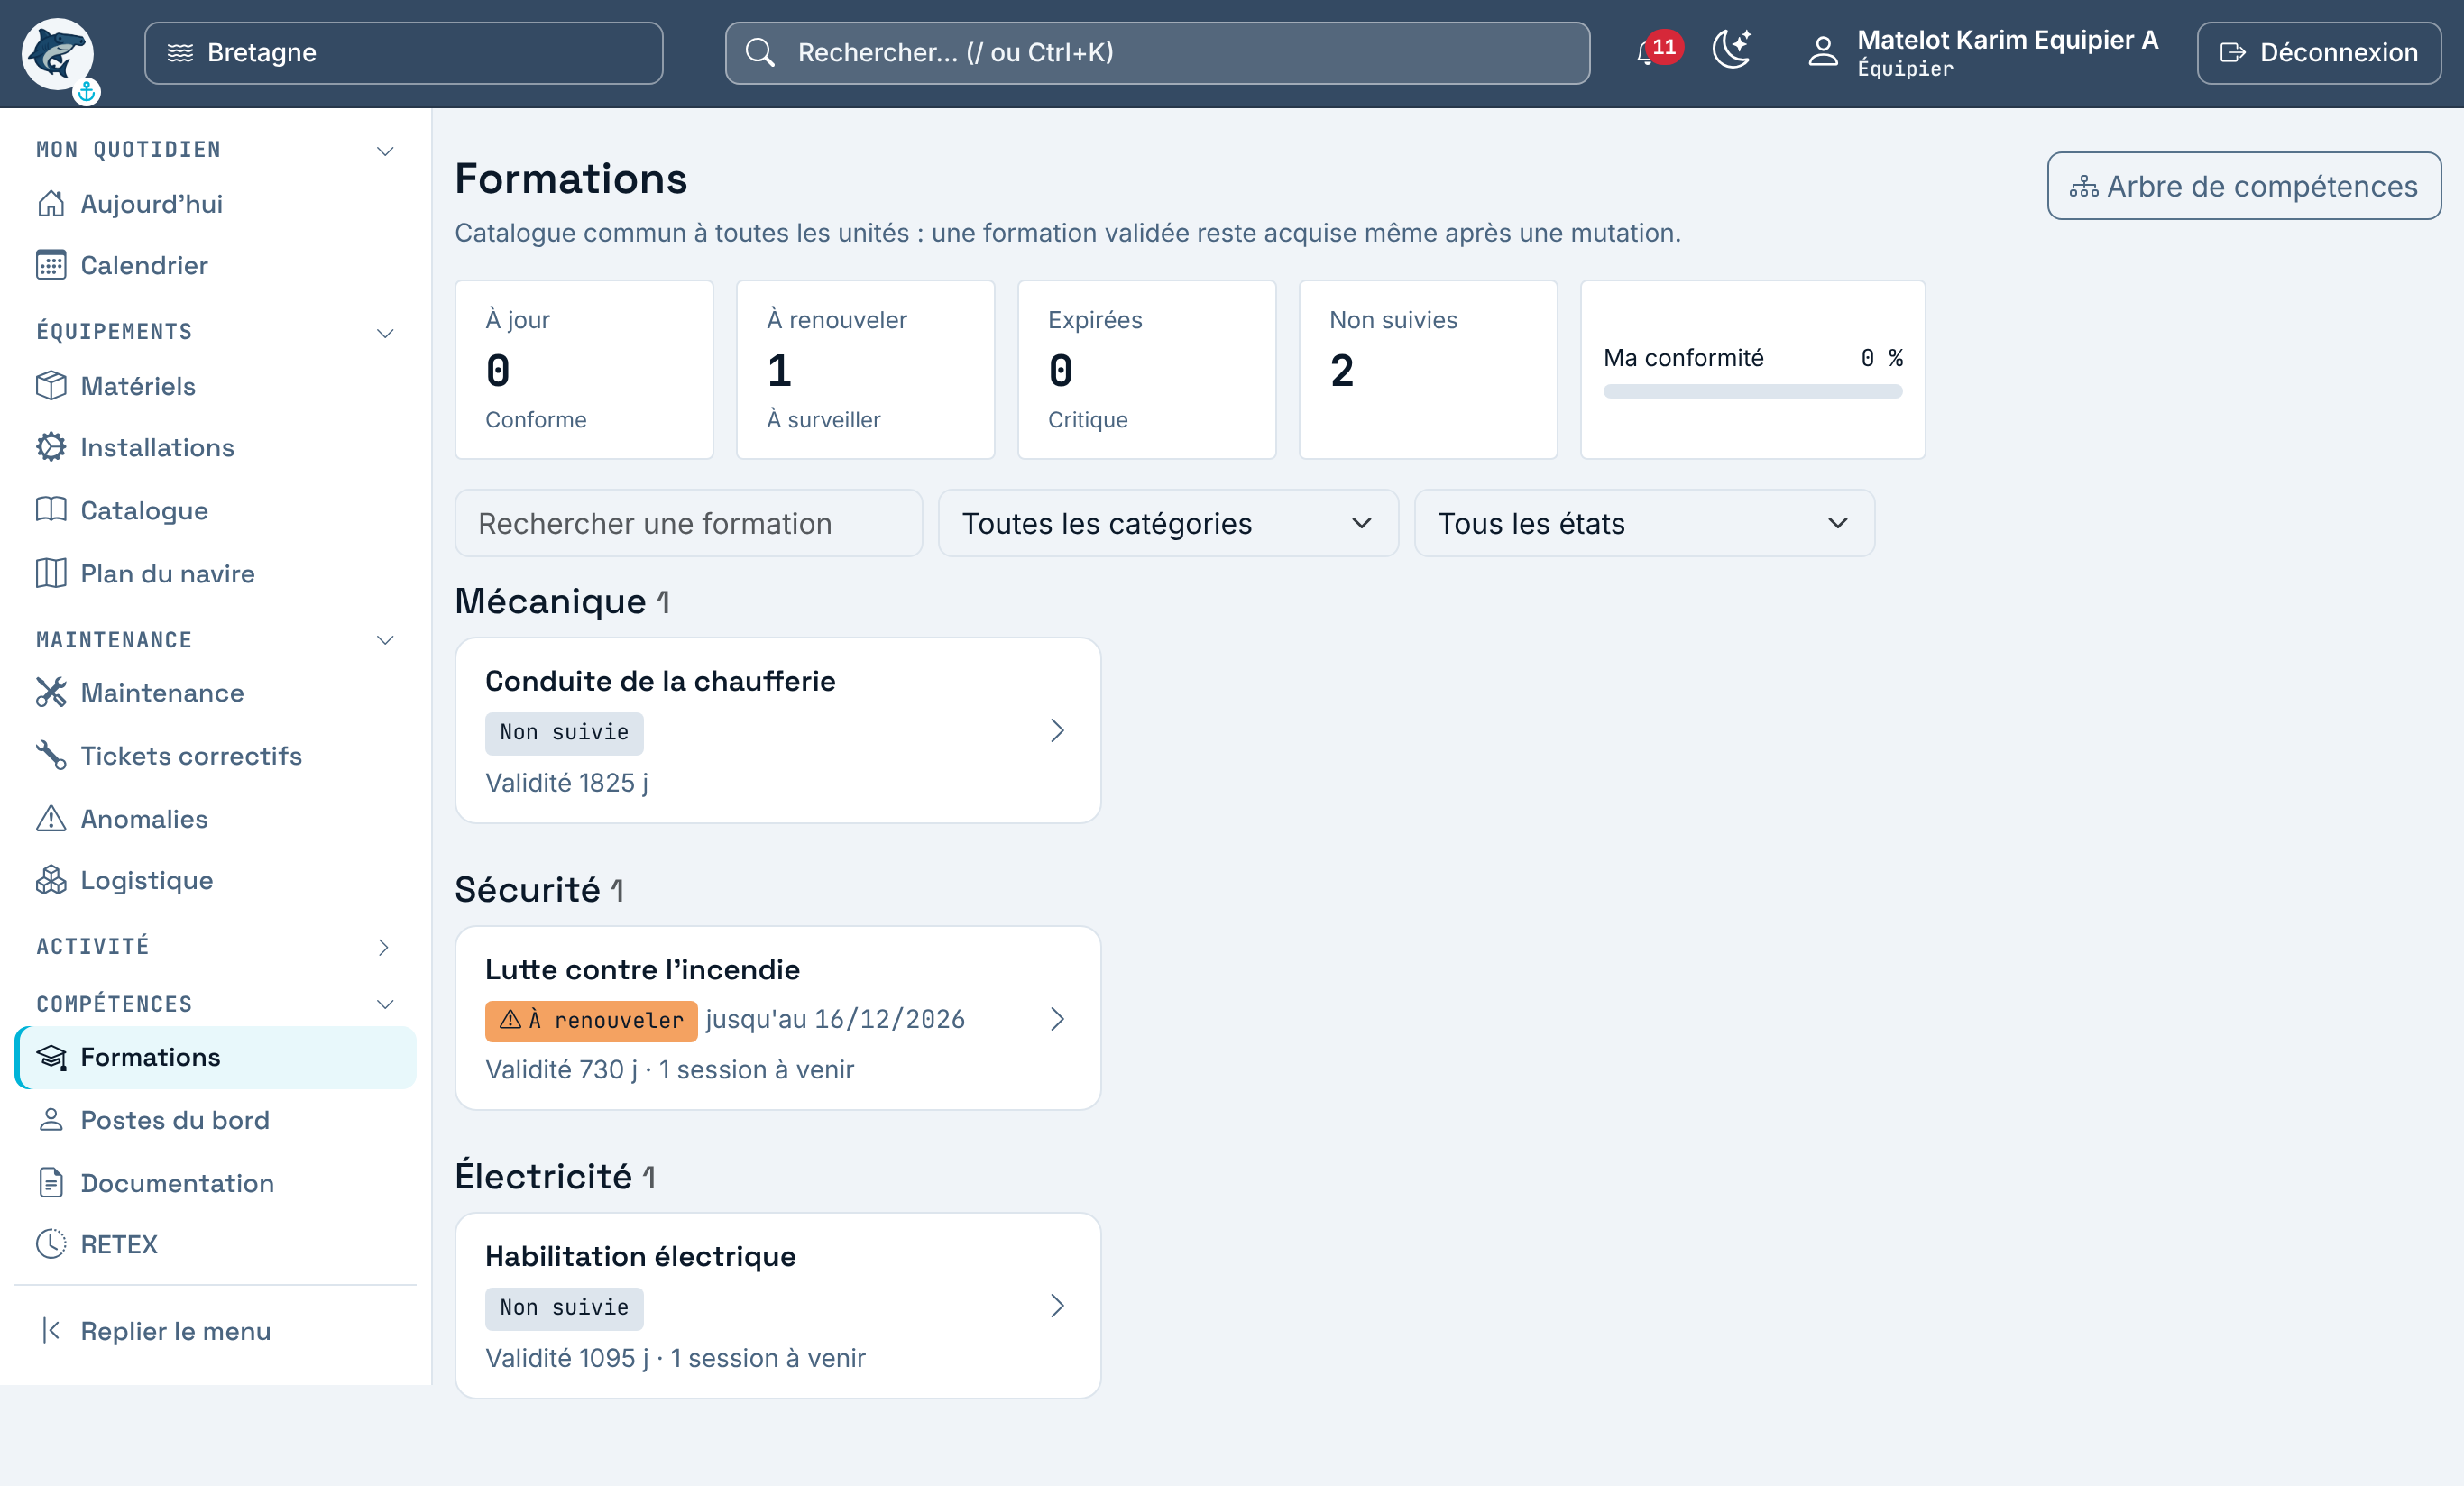 Bretagne
Rechercher... (/ ou Ctrl+K)
11
Matelot Karim Equipier A
Équipier
Déconnexion
MON QUOTIDIEN
Aujourd'hui
Calendrier
ÉQUIPEMENTS
Matériels
Installations
Catalogue
Plan du navire
MAINTENANCE
Maintenance
Tickets correctifs
Anomalies
Logistique
ACTIVITÉ
COMPÉTENCES
Formations
Postes du bord
Documentation
RETEX
Replier le menu
Formations
Arbre de compétences
Catalogue commun à toutes les unités : une formation validée reste acquise même après une mutation.
À jour
0
Conforme
À renouveler
1
À surveiller
Expirées
0
Critique
Non suivies
2
Ma conformité 0 %
Rechercher une formation
Toutes les catégories
Tous les états
Mécanique 1
Conduite de la chaufferie
Non suivie
Validité 1825 j
Sécurité 1
Lutte contre l'incendie
À renouveler jusqu'au 16/12/2026
Validité 730 j · 1 session à venir
Électricité 1
Habilitation électrique
Non suivie
Validité 1095 j · 1 session à venir